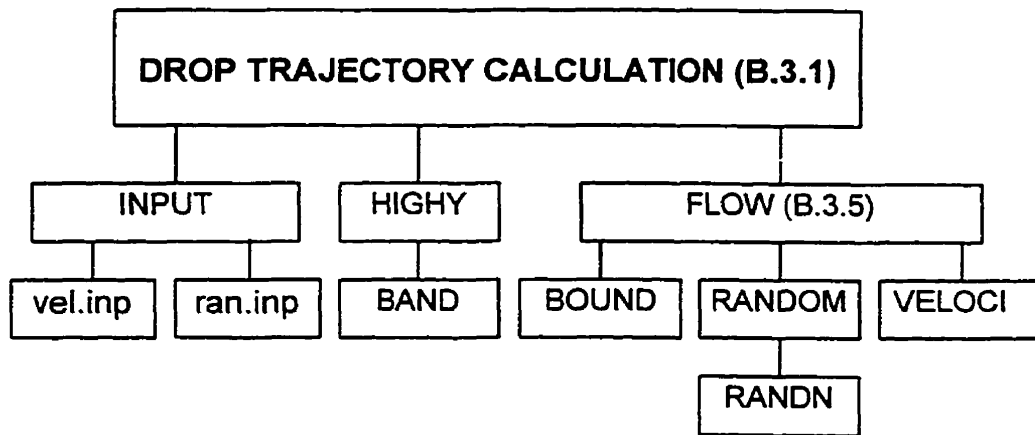 DROP TRAJECTORY CALCULATION (B.3.1)
INPUT
HIGHY
FLOW (B.3.5)
vel.inp
ran.inp
BAND
BOUND
RANDOM
VELOCI
RANDN